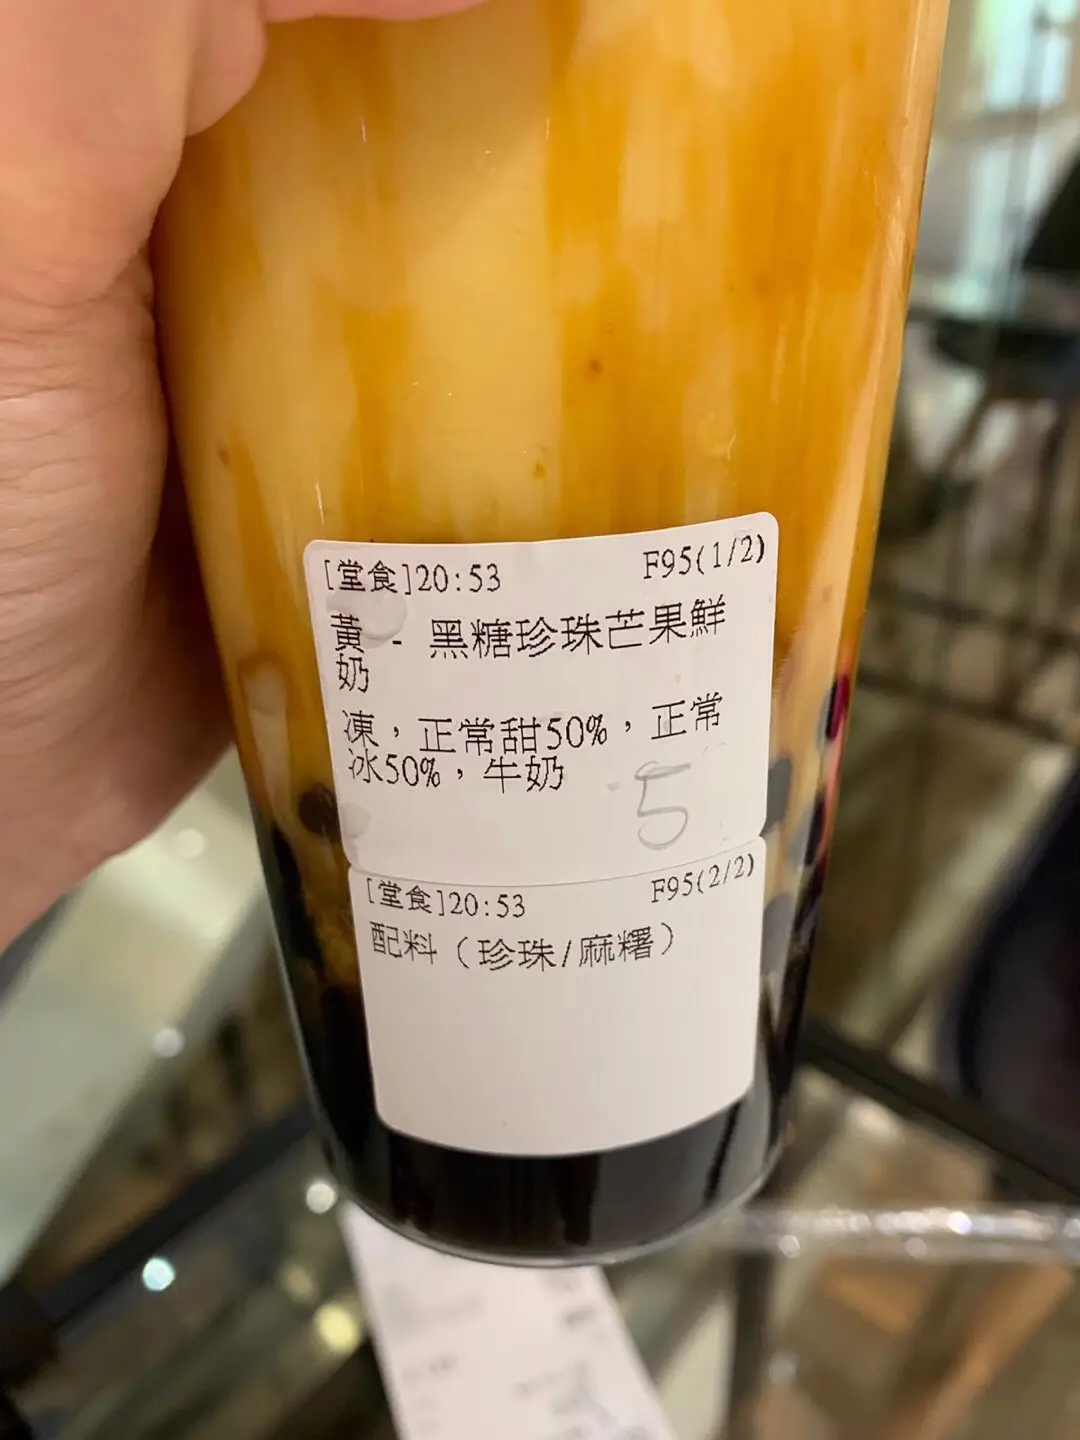 [堂食]20:53 F95(1/2)
黃 - 黑糖珍珠芒果鮮
奶
凍，正常甜50%，正常
冰50%，牛奶
5
[堂食]20:53 F95(2/2)
配料（珍珠/麻糬）